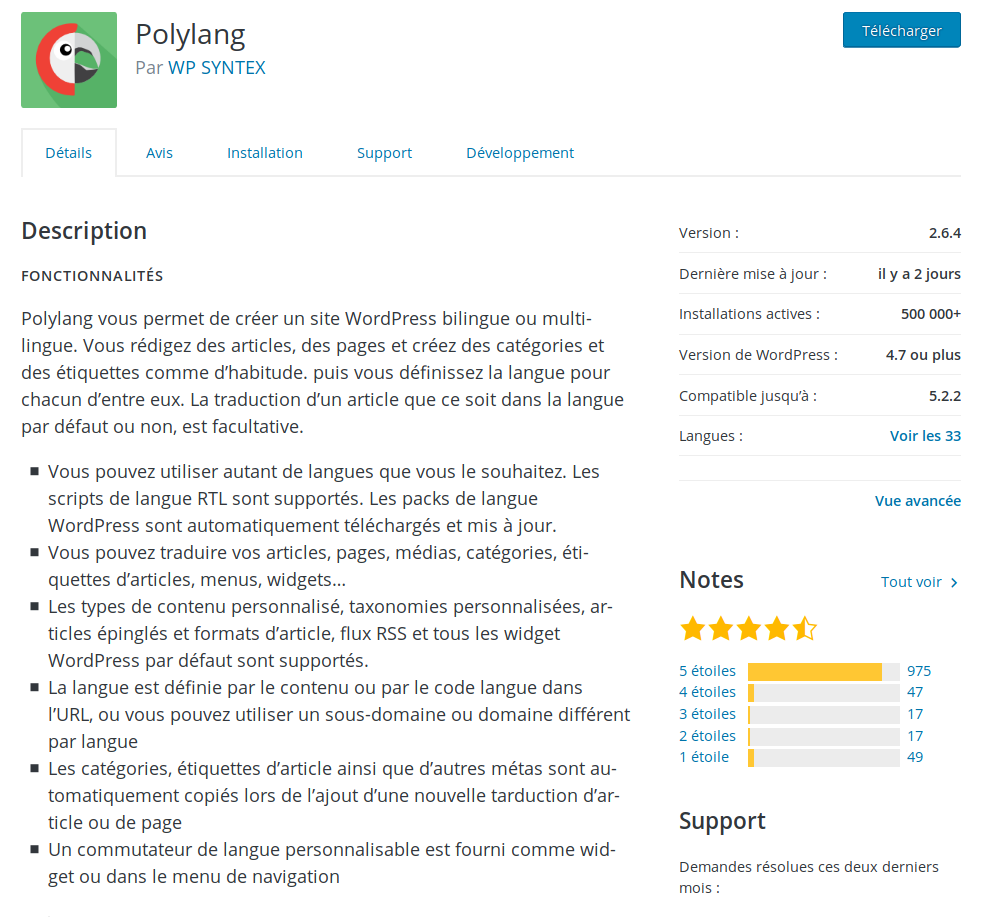 Polylang
Par WP SYNTEX
Télécharger
Détails
Avis
Installation
Support
Développement
Description
FONCTIONNALITÉS
Polylang vous permet de créer un site WordPress bilingue ou multi-
lingue. Vous rédigez des articles, des pages et créez des catégories et
des étiquettes comme d’habitude. puis vous définissez la langue pour
chacun d’entre eux. La traduction d’un article que ce soit dans la langue
par défaut ou non, est facultative.
Vous pouvez utiliser autant de langues que vous le souhaitez. Les
scripts de langue RTL sont supportés. Les packs de langue
WordPress sont automatiquement téléchargés et mis à jour.
Vous pouvez traduire vos articles, pages, médias, catégories, éti-
quettes d’articles, menus, widgets…
Les types de contenu personnalisé, taxonomies personnalisées, ar-
ticles épinglés et formats d’article, flux RSS et tous les widget
WordPress par défaut sont supportés.
La langue est définie par le contenu ou par le code langue dans
l’URL, ou vous pouvez utiliser un sous-domaine ou domaine différent
par langue
Les catégories, étiquettes d’article ainsi que d’autres métas sont au-
tomatiquement copiés lors de l’ajout d’une nouvelle tarduction d’ar-
ticle ou de page
Un commutateur de langue personnalisable est fourni comme wid-
get ou dans le menu de navigation
Version : 2.6.4
Dernière mise à jour : il y a 2 jours
Installations actives : 500 000+
Version de WordPress : 4.7 ou plus
Compatible jusqu’à : 5.2.2
Langues : Voir les 33
Vue avancée
Notes
Tout voir
5 étoiles 975
4 étoiles 47
3 étoiles 17
2 étoiles 17
1 étoile 49
Support
Demandes résolues ces deux derniers
mois :